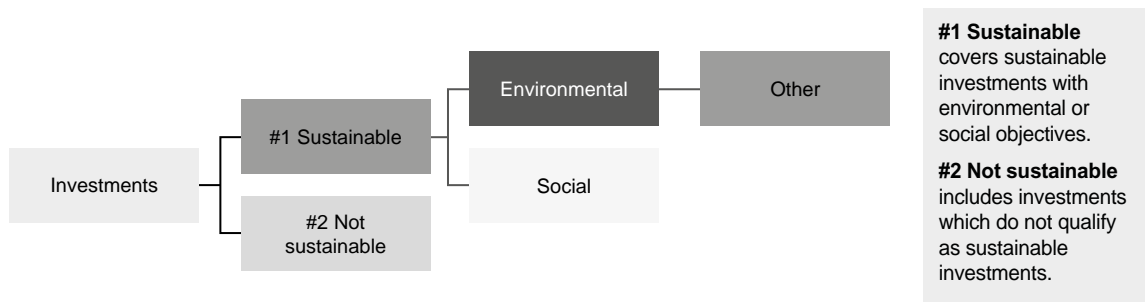 Investments
#1 Sustainable
#2 Not
sustainable
Environmental
Social
Other
#1 Sustainable
covers sustainable
investments with
environmental or
social objectives.
#2 Not sustainable
includes investments
which do not qualify
as sustainable
investments.